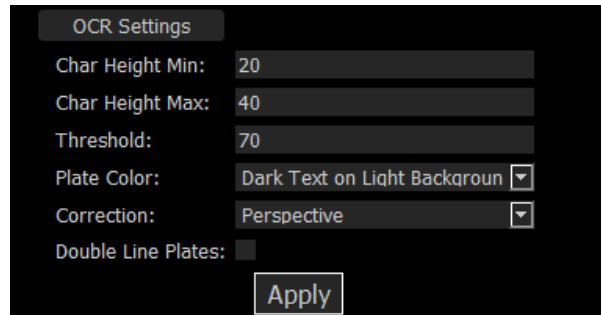 OCR Settings
Char Height Min: 20
Char Height Max: 40
Threshold: 70
Plate Color: Dark Text on Light Backgroun
Correction: Perspective
Double Line Plates:
Apply